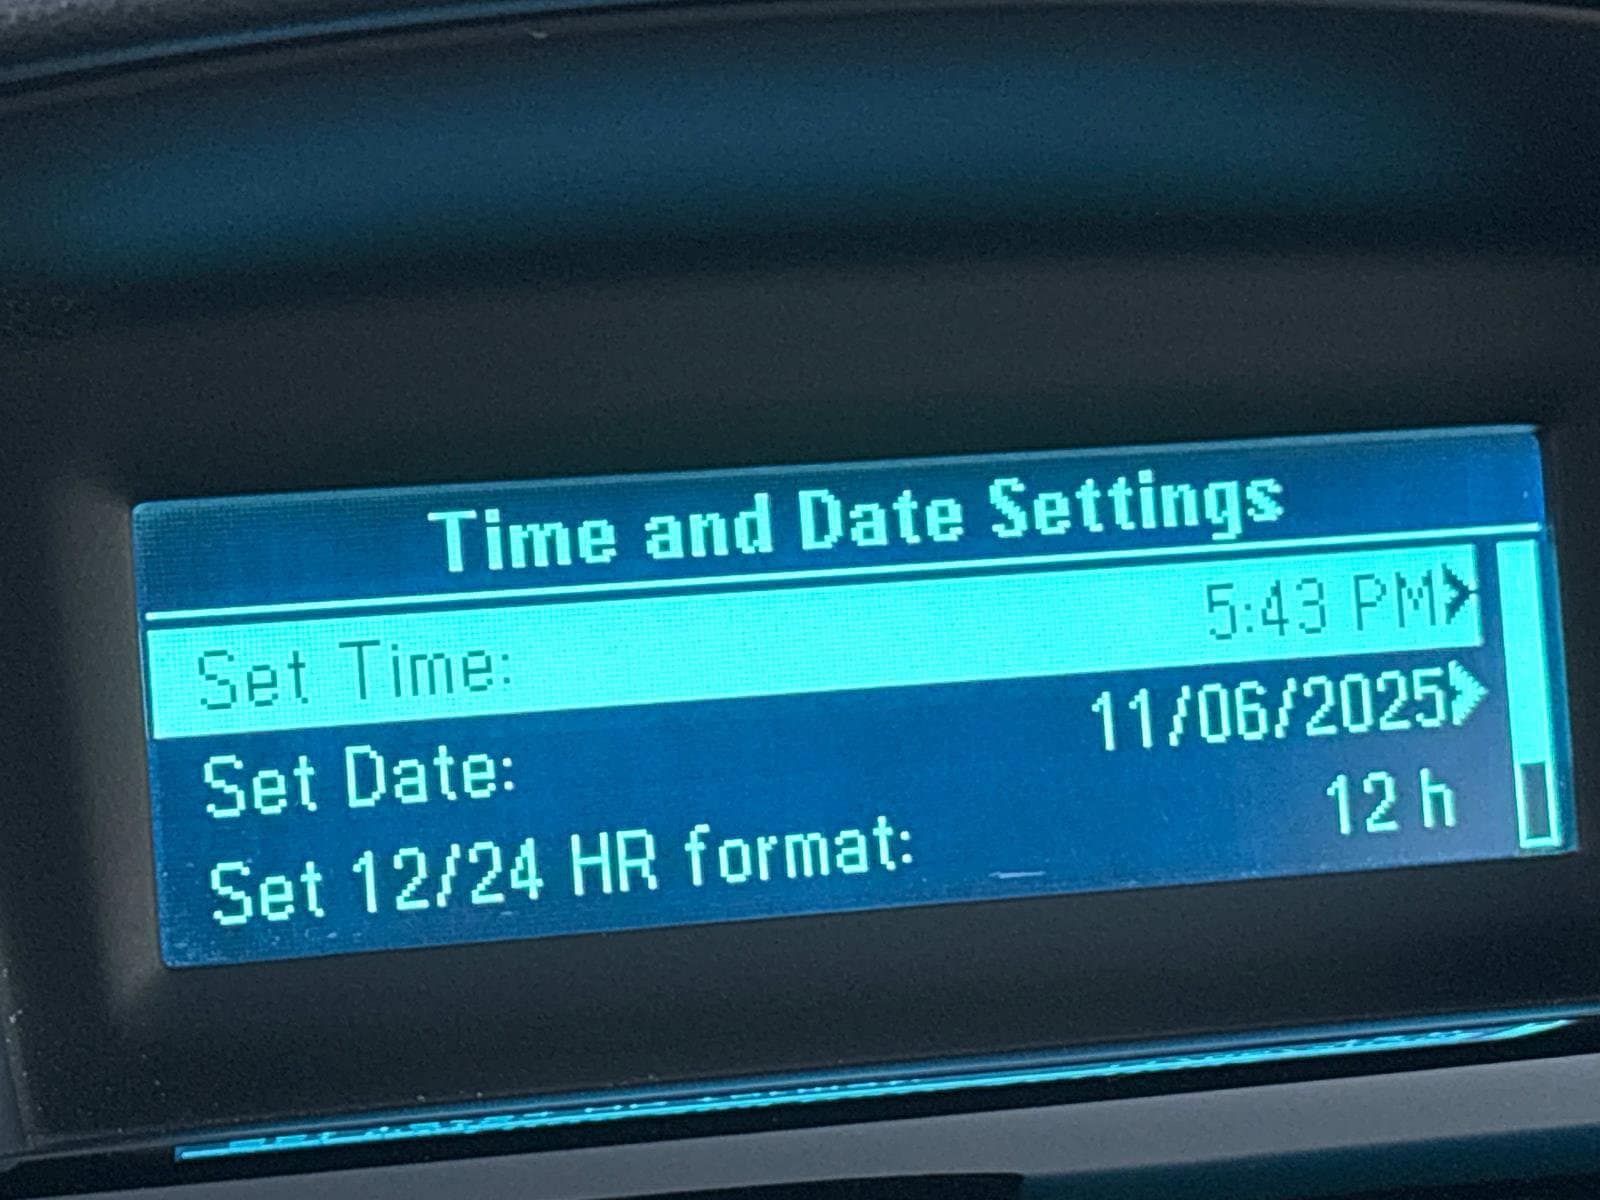 Time and Date Settings
Set Time: 5:43 PM>
Set Date: 11/06/2025>
Set 12/24 HR format: 12 h